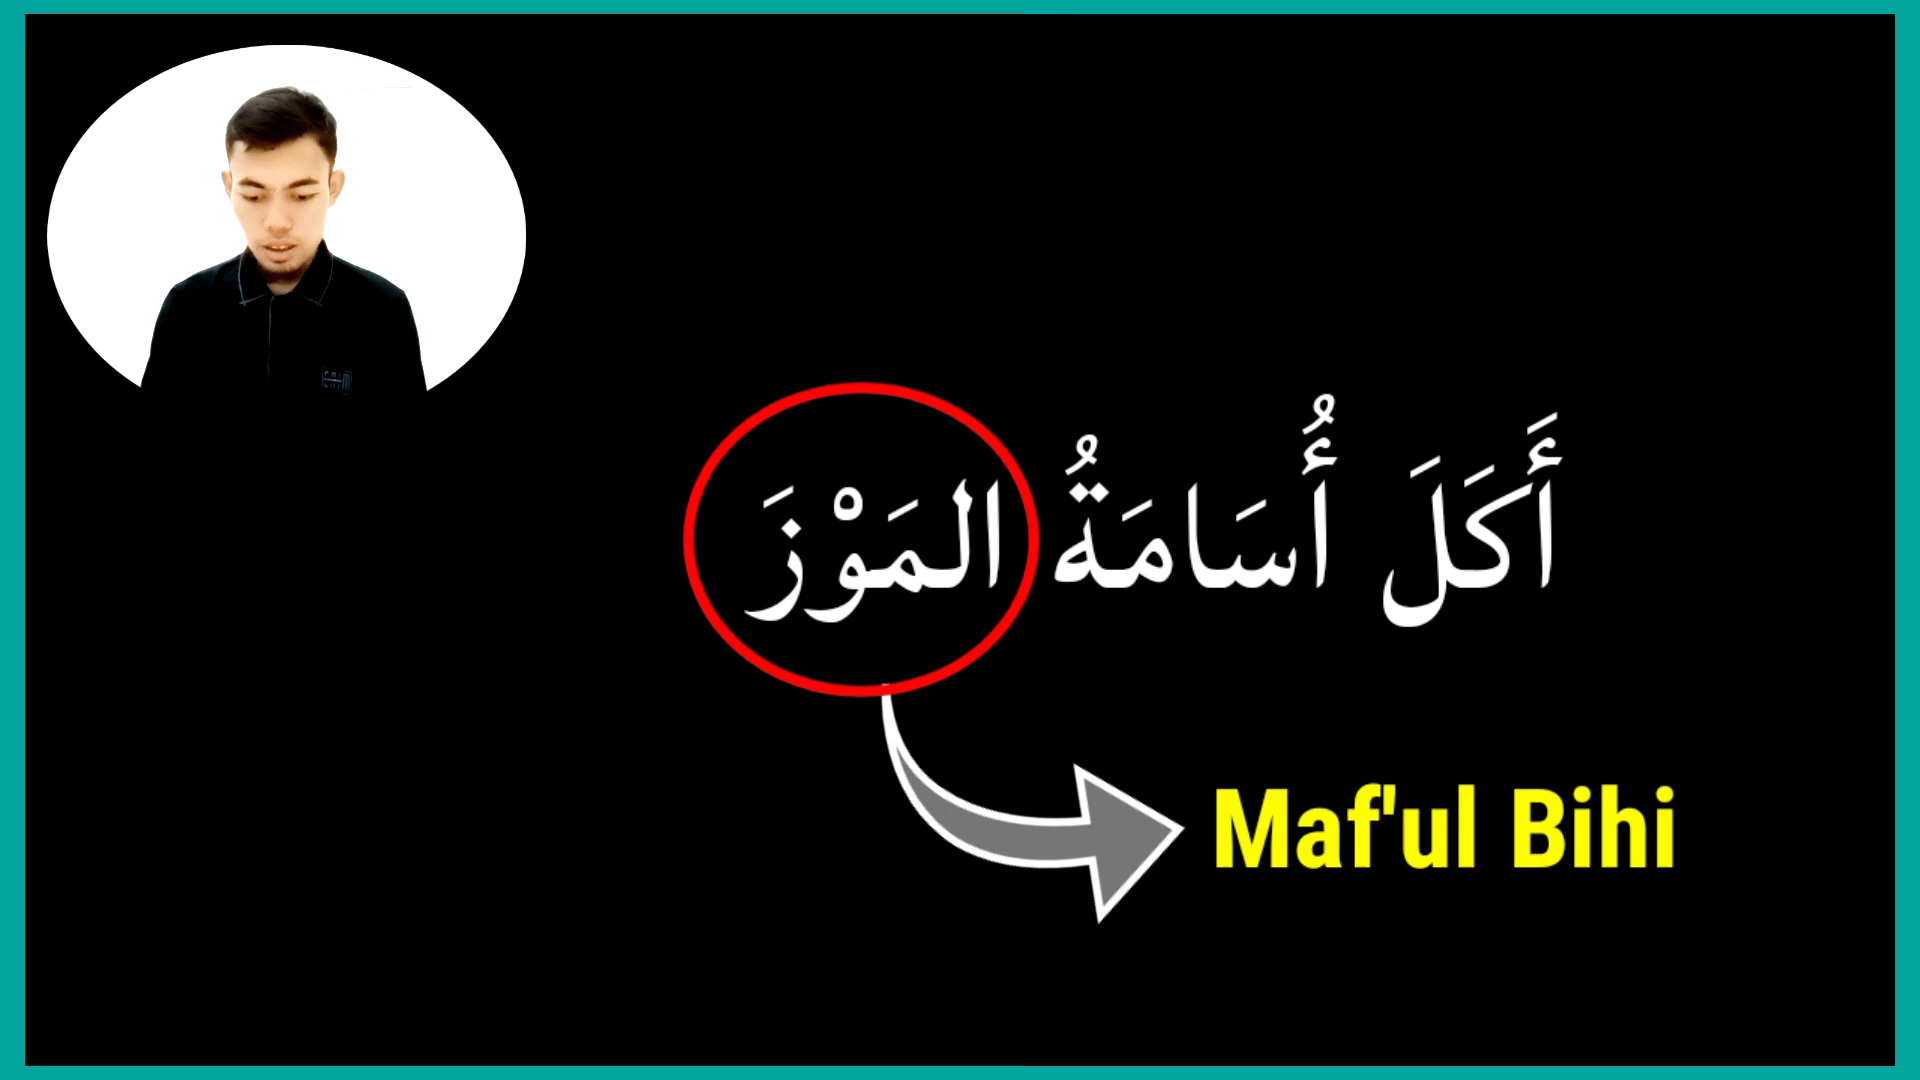 أَكَلَ أُسَامَةُ المَوْزَ
Maf'ul Bihi